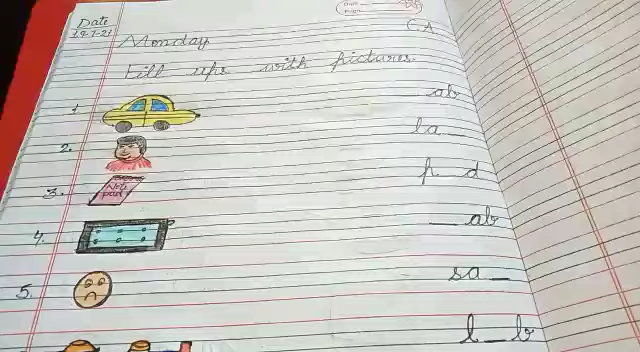 Date
19-7-21
Monday
C.A
Fill ups with pictures.
1. _ab
2. la_
3. Note pad p_d
4. _ab
5. sa_
l_b